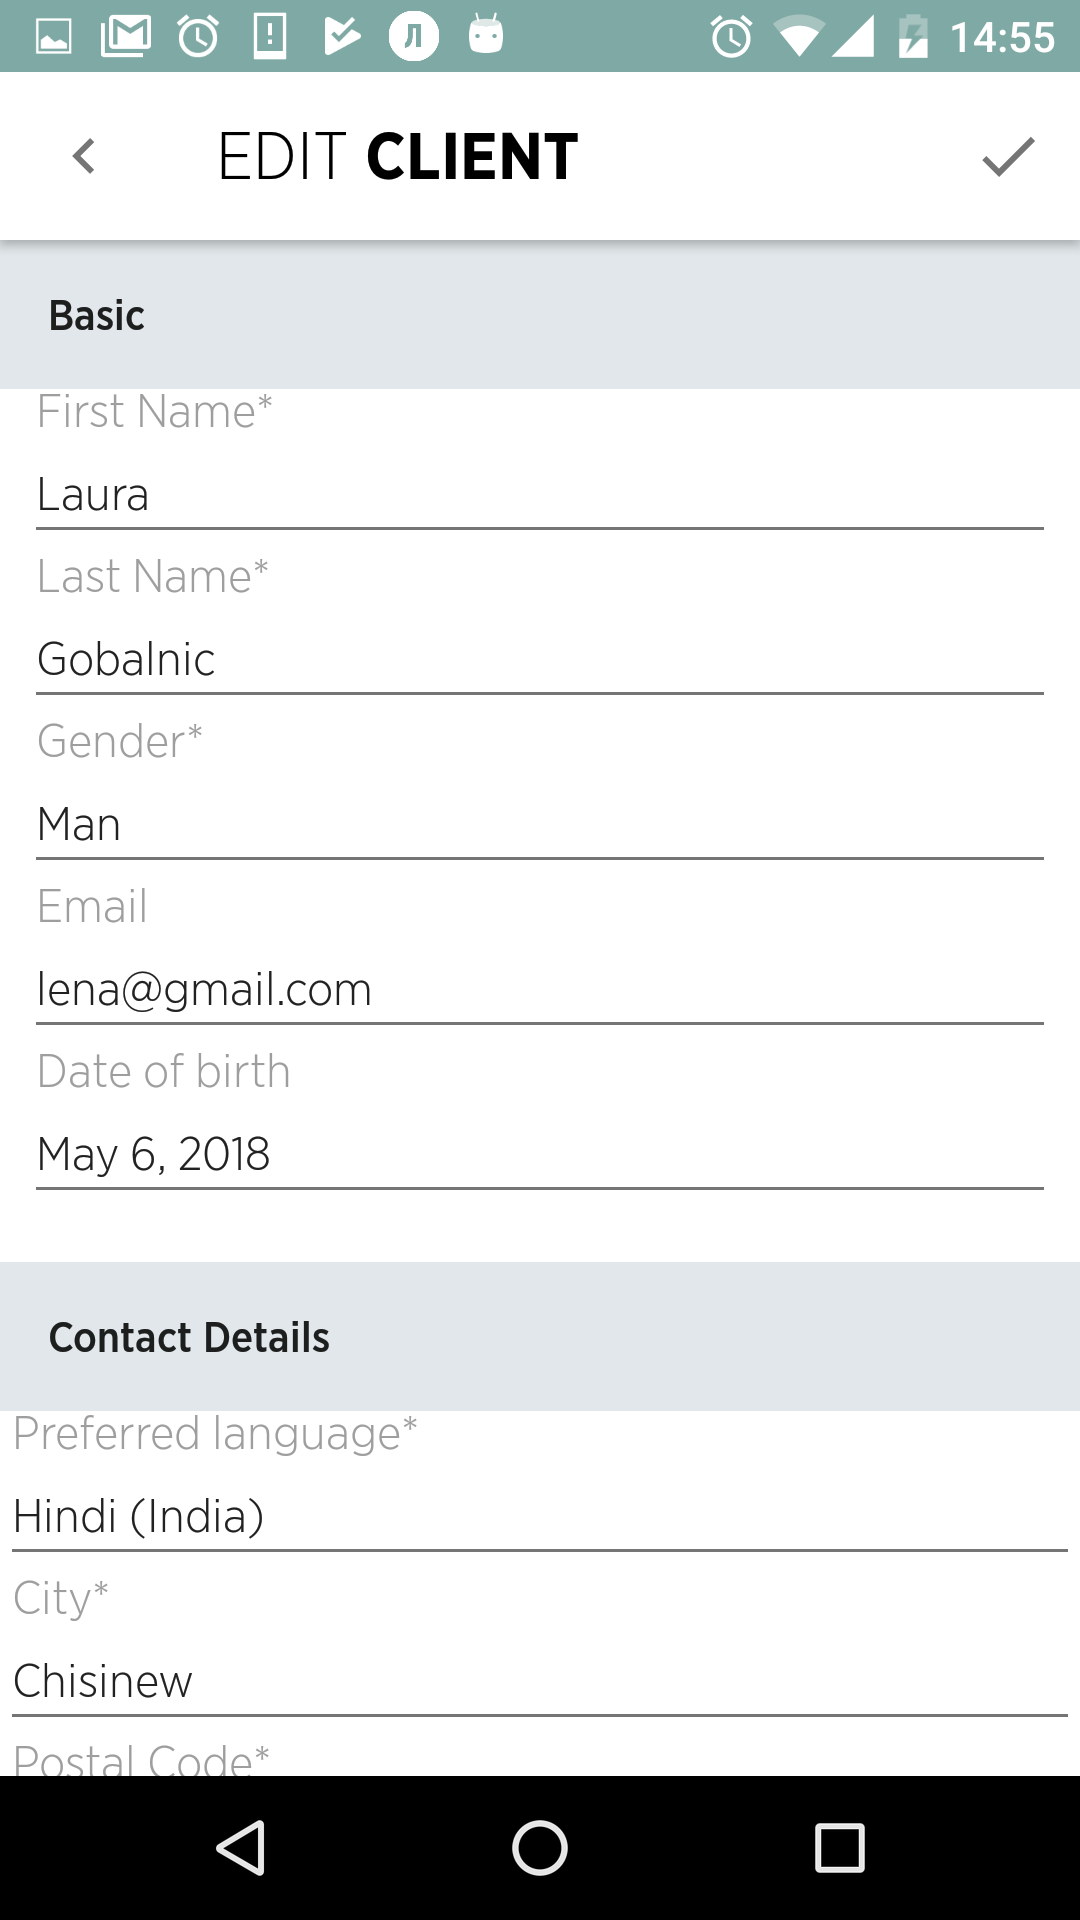 14:55
EDIT CLIENT
Basic
First Name*
Laura
Last Name*
Gobalnic
Gender*
Man
Email
lena@gmail.com
Date of birth
May 6, 2018
Contact Details
Preferred language*
Hindi (India)
City*
Chisinew
Postal Code*